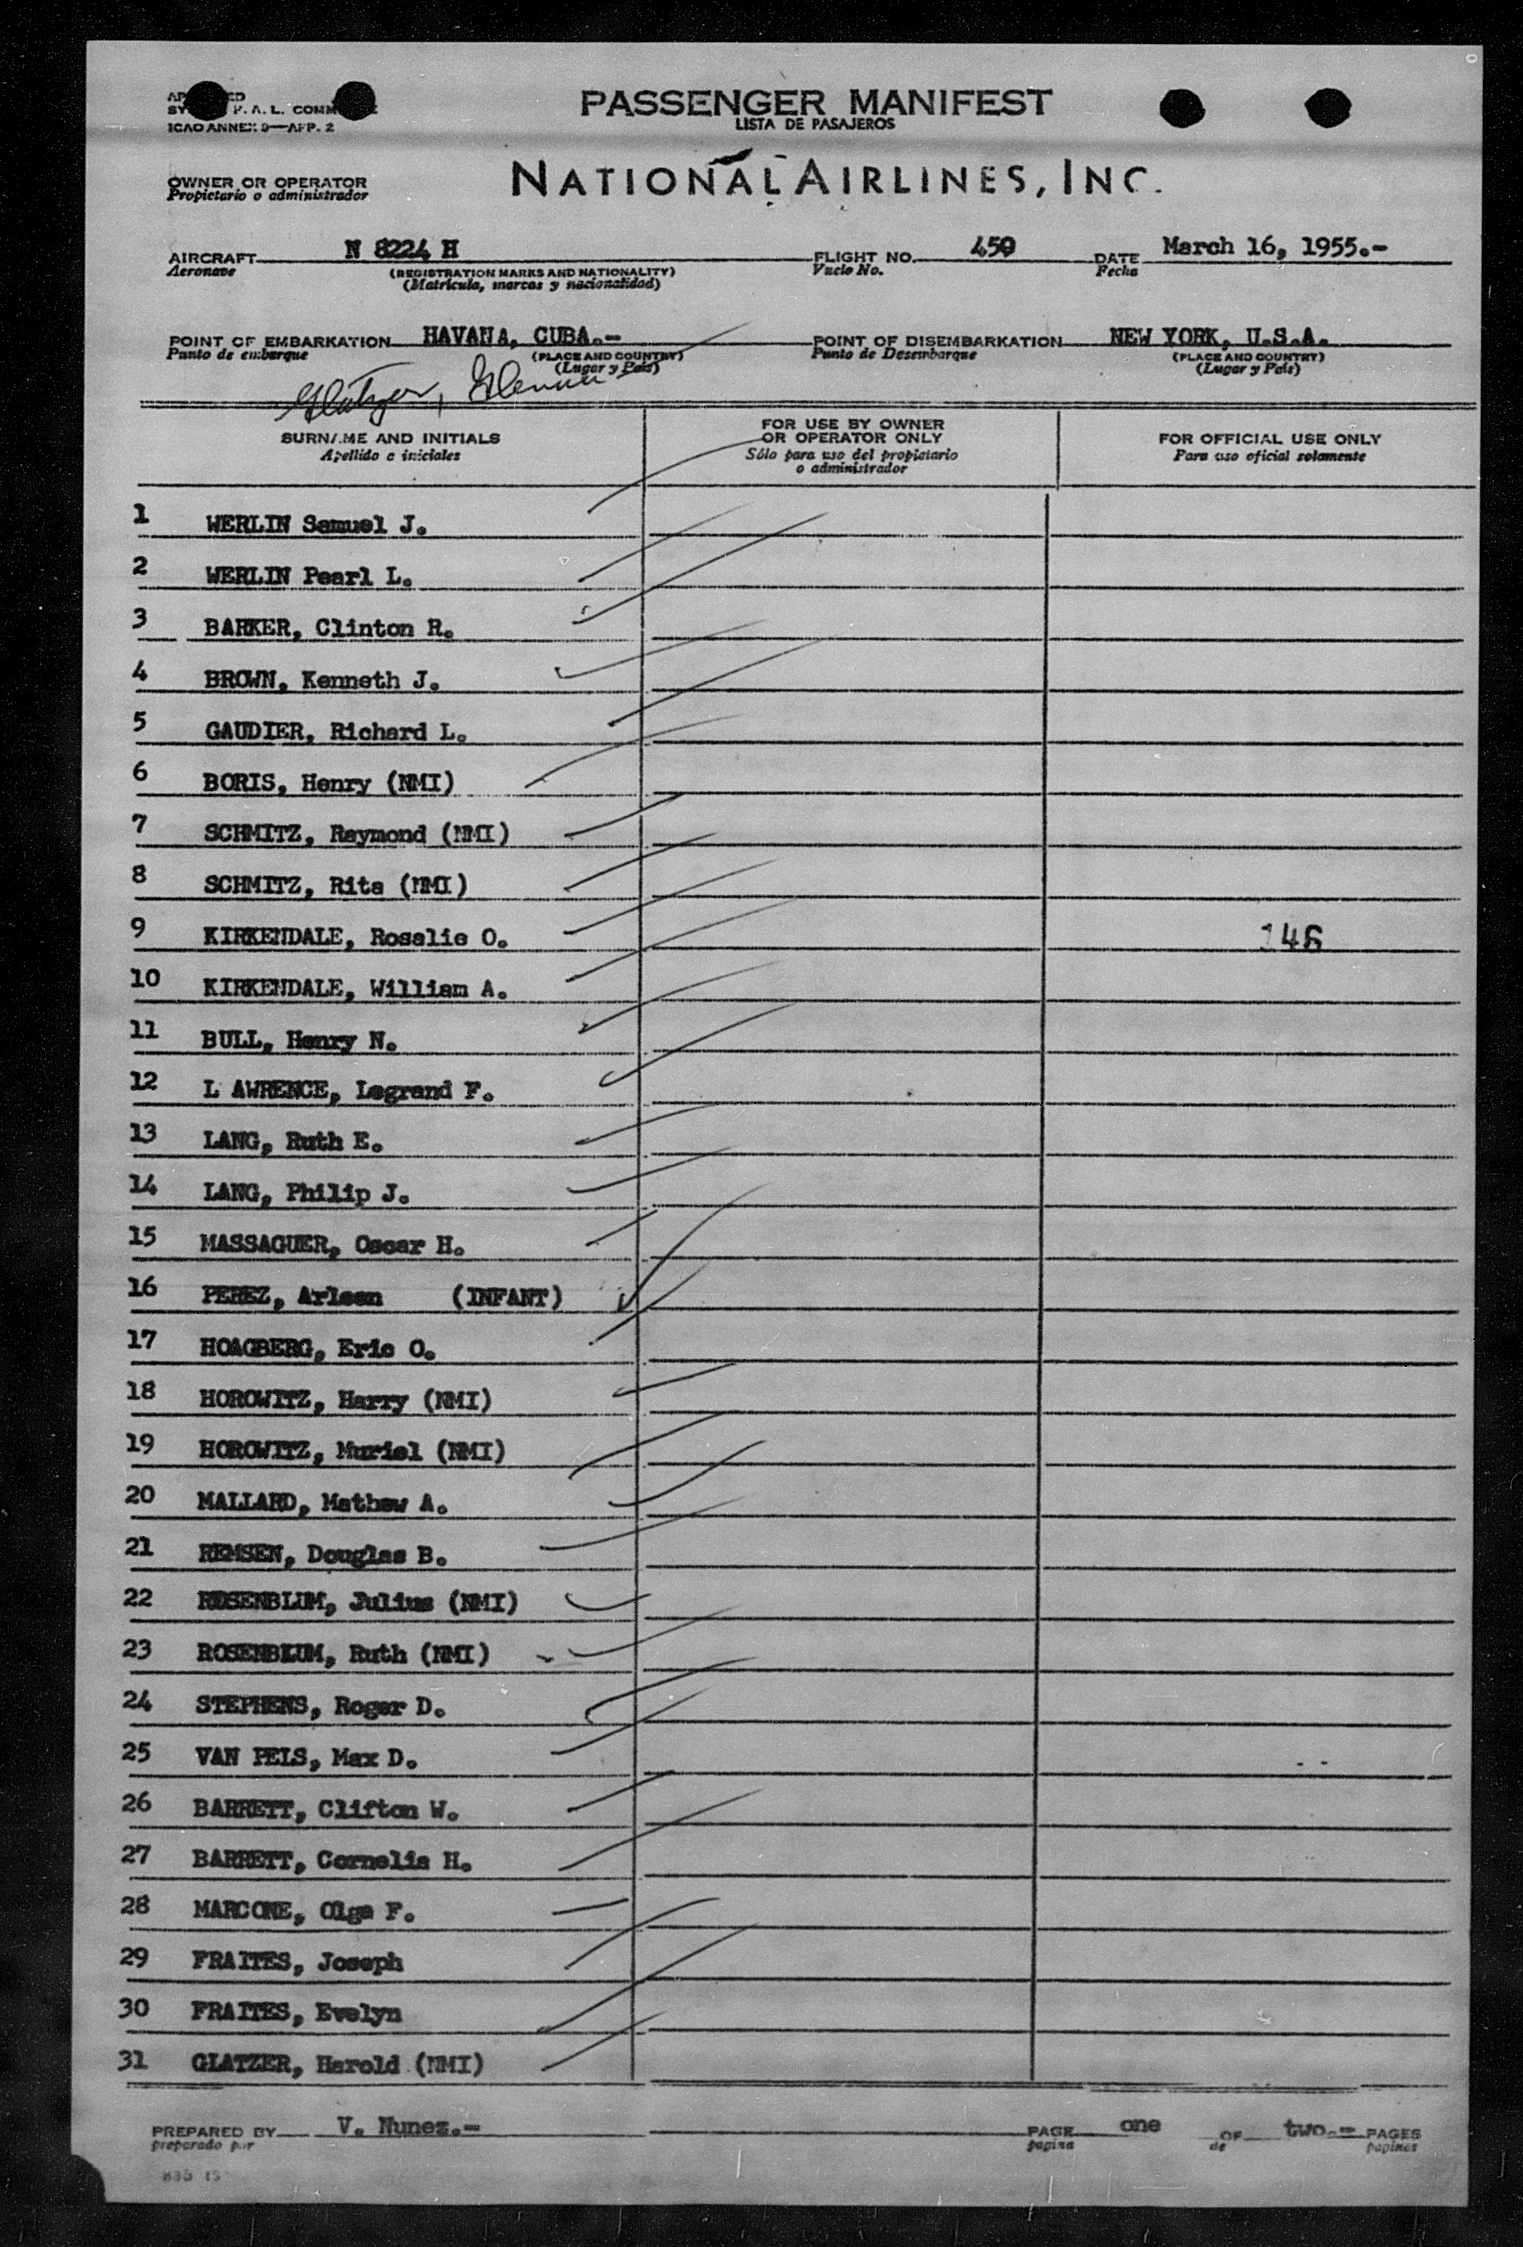 PASSENGER MANIFEST
LISTA DE PASAJEROS
ICAO ANNEX 9—APP. 2
OWNER OR OPERATOR
Propietario o administrador
NATIONAL AIRLINES, INC.
AIRCRAFT N 8224 H FLIGHT NO. 450 DATE March 16, 1955.-
Aeronave (REGISTRATION MARKS AND NATIONALITY) Vuelo No. Fecha
(Matricula, marcas y nacionalidad)
POINT OF EMBARKATION HAVANA, CUBA.- POINT OF DISEMBARKATION NEW YORK, U.S.A.
Punto de embarque (PLACE AND COUNTRY) Punto de Desembarque (PLACE AND COUNTRY)
(Lugar y País) (Lugar y País)
Glatzer, Glenna
SURNAME AND INITIALS FOR USE BY OWNER OR OPERATOR ONLY FOR OFFICIAL USE ONLY
Apellido e iniciales Sólo para uso del propietario o administrador Para uso oficial solamente
1 WERLIN Samuel J.
2 WERLIN Pearl L.
3 BARKER, Clinton R.
4 BROWN, Kenneth J.
5 GAUDIER, Richard L.
6 BORIS, Henry (NMI)
7 SCHMITZ, Raymond (NMI)
8 SCHMITZ, Rita (NMI)
9 KIRKENDALE, Rosalie O. 146
10 KIRKENDALE, William A.
11 BULL, Henry N.
12 L AWRENCE, Legrand F.
13 LANG, Ruth E.
14 LANG, Philip J.
15 MASSAGUER, Oscar H.
16 PEREZ, Arleen (INFANT)
17 HOAGBERG, Eric O.
18 HOROWITZ, Harry (NMI)
19 HOROWITZ, Muriel (NMI)
20 MALLARD, Mathew A.
21 REMSEN, Douglas B.
22 ROSENBLUM, Julius (NMI)
23 ROSENBLUM, Ruth (NMI)
24 STEPHENS, Roger D.
25 VAN PELS, Max D.
26 BARRETT, Clifton W.
27 BARRETT, Cornelia H.
28 MARCONE, Olga F.
29 FRAITES, Joseph
30 FRAITES, Evelyn
31 GLATZER, Harold (NMI)
PREPARED BY V. Nunez.- PAGE one OF two.- PAGES
preparado por pagina de paginas